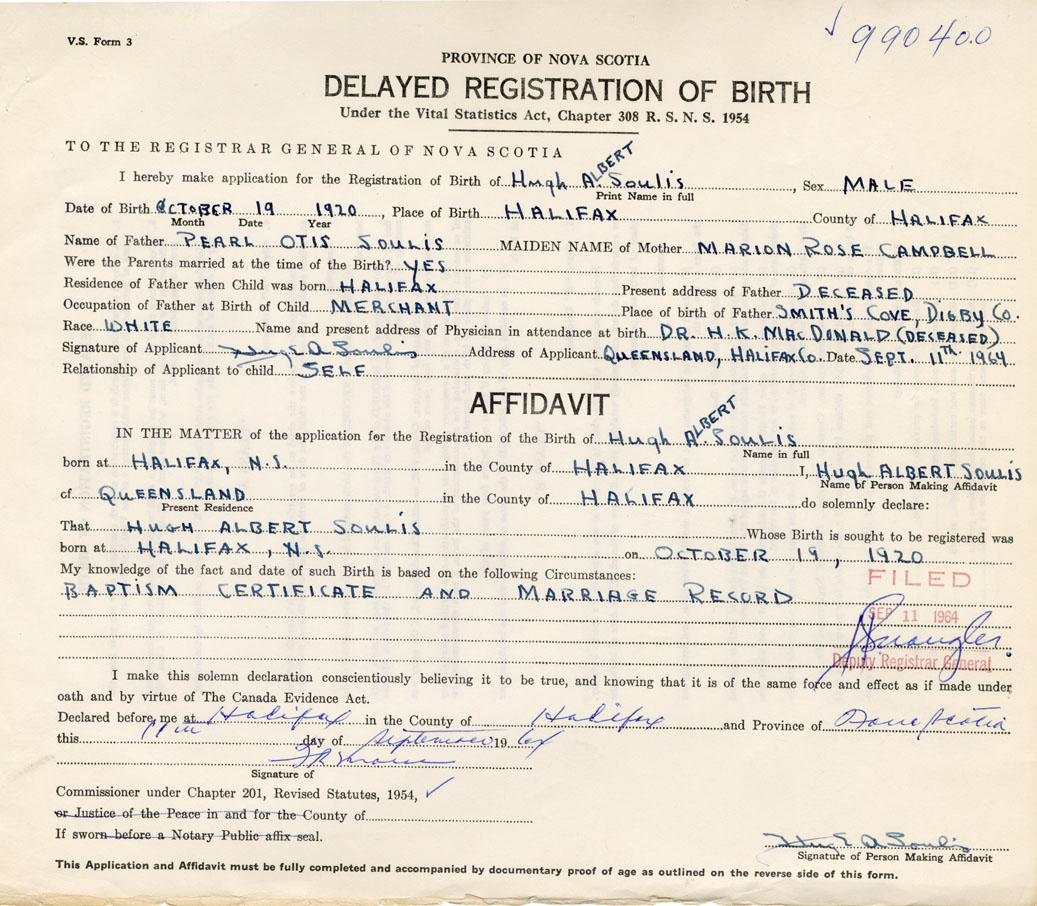 V.S. Form 3
990400
PROVINCE OF NOVA SCOTIA
DELAYED REGISTRATION OF BIRTH
Under the Vital Statistics Act, Chapter 308 R. S. N. S. 1954
TO THE REGISTRAR GENERAL OF NOVA SCOTIA
ALBERT
I hereby make application for the Registration of Birth of Hugh A. Soulis, Sex MALE
Print Name in full
Date of Birth OCTOBER 19 1920, Place of Birth HALIFAX County of HALIFAX
Month Date Year
Name of Father PEARL OTIS SOULIS MAIDEN NAME of Mother MARION ROSE CAMPBELL
Were the Parents married at the time of the Birth? YES
Residence of Father when Child was born HALIFAX Present address of Father DECEASED
Occupation of Father at Birth of Child MERCHANT Place of birth of Father SMITH'S COVE, DIGBY CO.
Race WHITE Name and present address of Physician in attendance at birth DR. H. K. MACDONALD (DECEASED)
Signature of Applicant Hugh A Soulis Address of Applicant QUEENSLAND, HALIFAX CO. Date SEPT. 11TH 1964
Relationship of Applicant to child SELF
AFFIDAVIT
ALBERT
IN THE MATTER of the application for the Registration of the Birth of Hugh A. SOULIS
Name in full
born at HALIFAX, N.S. in the County of HALIFAX I, Hugh ALBERT SOULIS
Name of Person Making Affidavit
cf QUEENSLAND in the County of HALIFAX do solemnly declare:
Present Residence
That HUGH ALBERT SOULIS Whose Birth is sought to be registered was
born at HALIFAX, N.S. on OCTOBER 19, 1920
My knowledge of the fact and date of such Birth is based on the following Circumstances:
FILED
BAPTISM CERTIFICATE AND MARRIAGE RECORD
SEP 11 1964
Deputy Registrar General
I make this solemn declaration conscientiously believing it to be true, and knowing that it is of the same force and effect as if made under
oath and by virtue of The Canada Evidence Act.
Declared before me at Halifax in the County of Halifax and Province of Nova Scotia
this 11th day of September 1964
Signature of
Commissioner under Chapter 201, Revised Statutes, 1954,
or Justice of the Peace in and for the County of
If sworn before a Notary Public affix seal.
Hugh A Soulis
Signature of Person Making Affidavit
This Application and Affidavit must be fully completed and accompanied by documentary proof of age as outlined on the reverse side of this form.